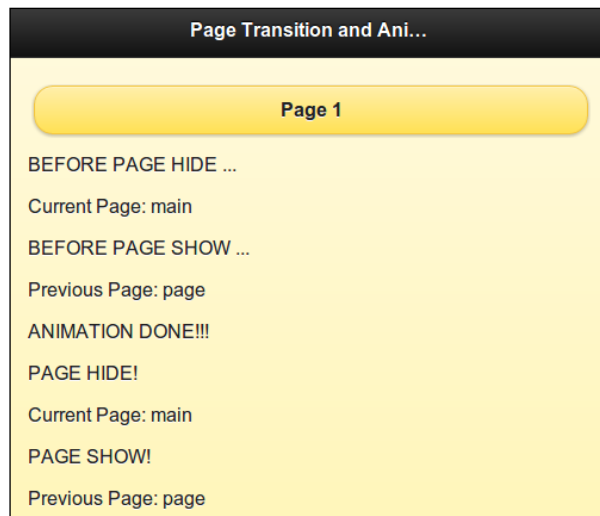 Page Transition and Ani...
Page 1
BEFORE PAGE HIDE ...
Current Page: main
BEFORE PAGE SHOW ...
Previous Page: page
ANIMATION DONE!!!
PAGE HIDE!
Current Page: main
PAGE SHOW!
Previous Page: page